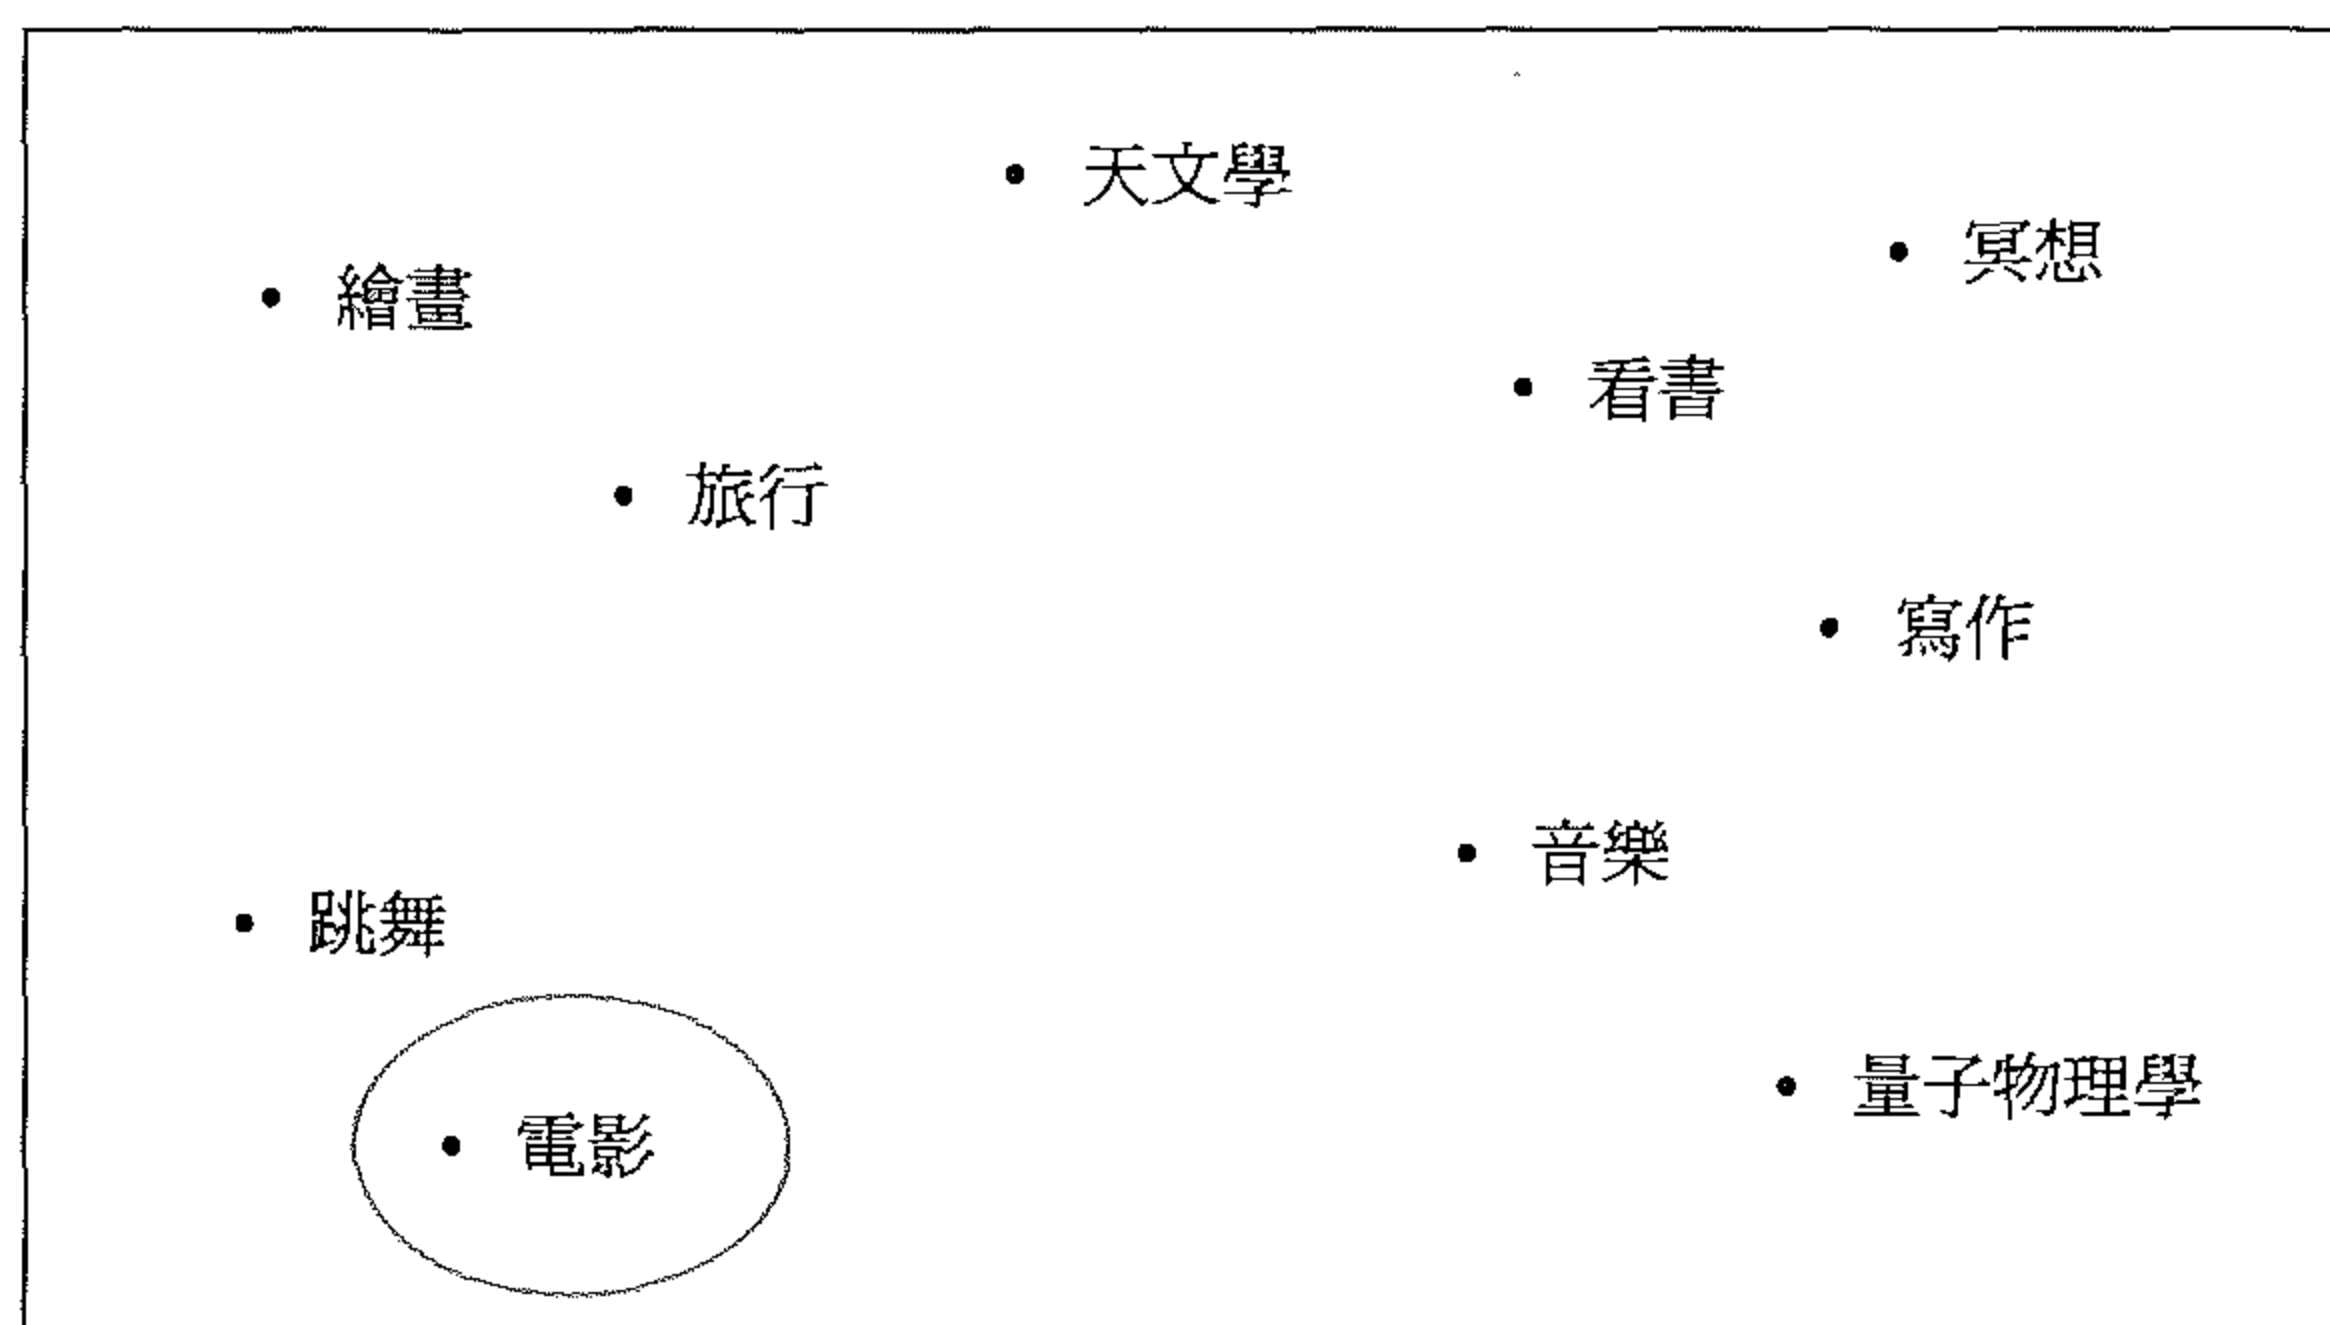 • 天文學
• 冥想
• 繪畫
• 看書
• 旅行
• 寫作
• 音樂
• 跳舞
• 量子物理學
• 電影